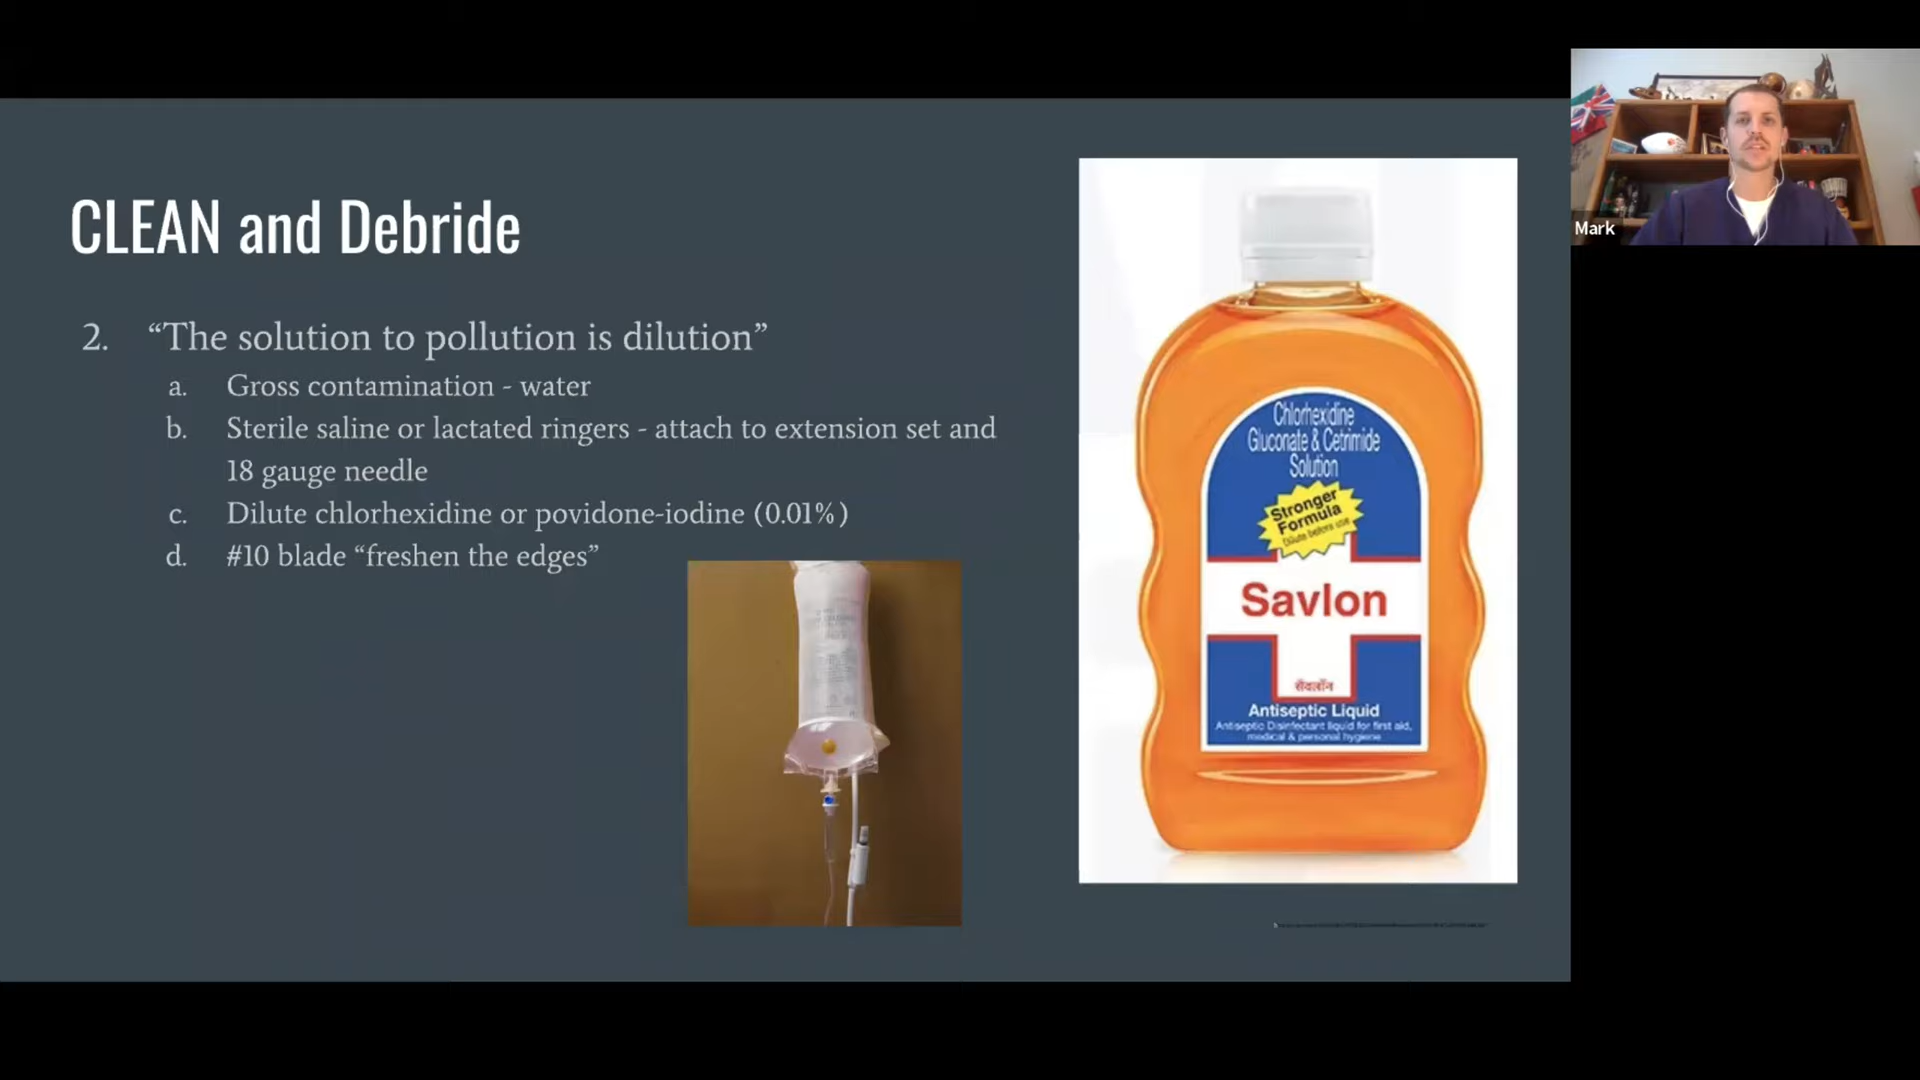 CLEAN and Debride
2. “The solution to pollution is dilution”
a. Gross contamination - water
b. Sterile saline or lactated ringers - attach to extension set and
18 gauge needle
c. Dilute chlorhexidine or povidone-iodine (0.01%)
d. #10 blade “freshen the edges”
Chlorhexidine
Gluconate & Cetrimide
Solution
Stronger
Formula
Dilute before use
Savlon
सॅवलॉन
Antiseptic Liquid
Antiseptic Disinfectant liquid for first aid,
medical & personal hygiene
Mark